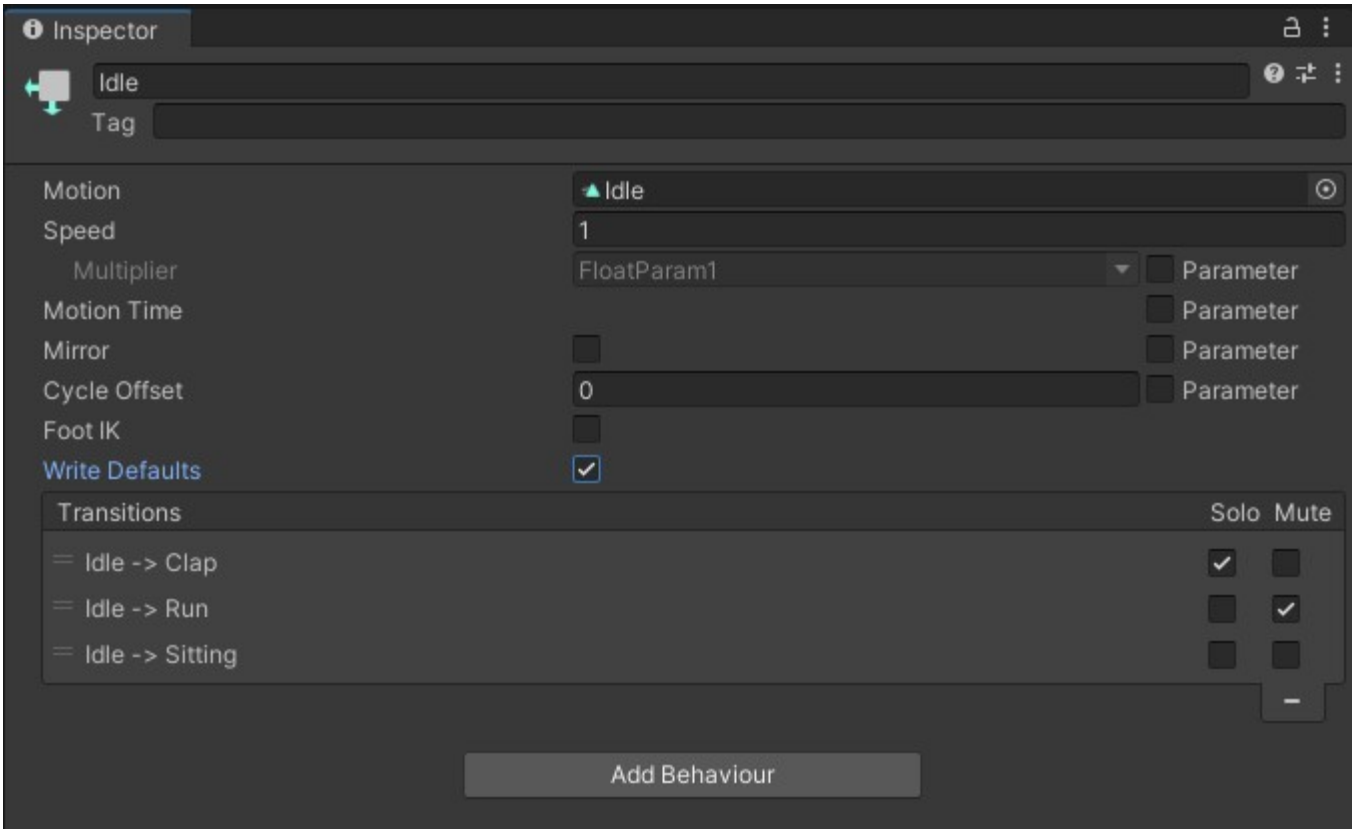 Inspector
Idle
Tag
Motion Idle
Speed 1
Multiplier FloatParam1 Parameter
Motion Time Parameter
Mirror Parameter
Cycle Offset 0 Parameter
Foot IK
Write Defaults
Transitions Solo Mute
Idle -> Clap
Idle -> Run
Idle -> Sitting
Add Behaviour